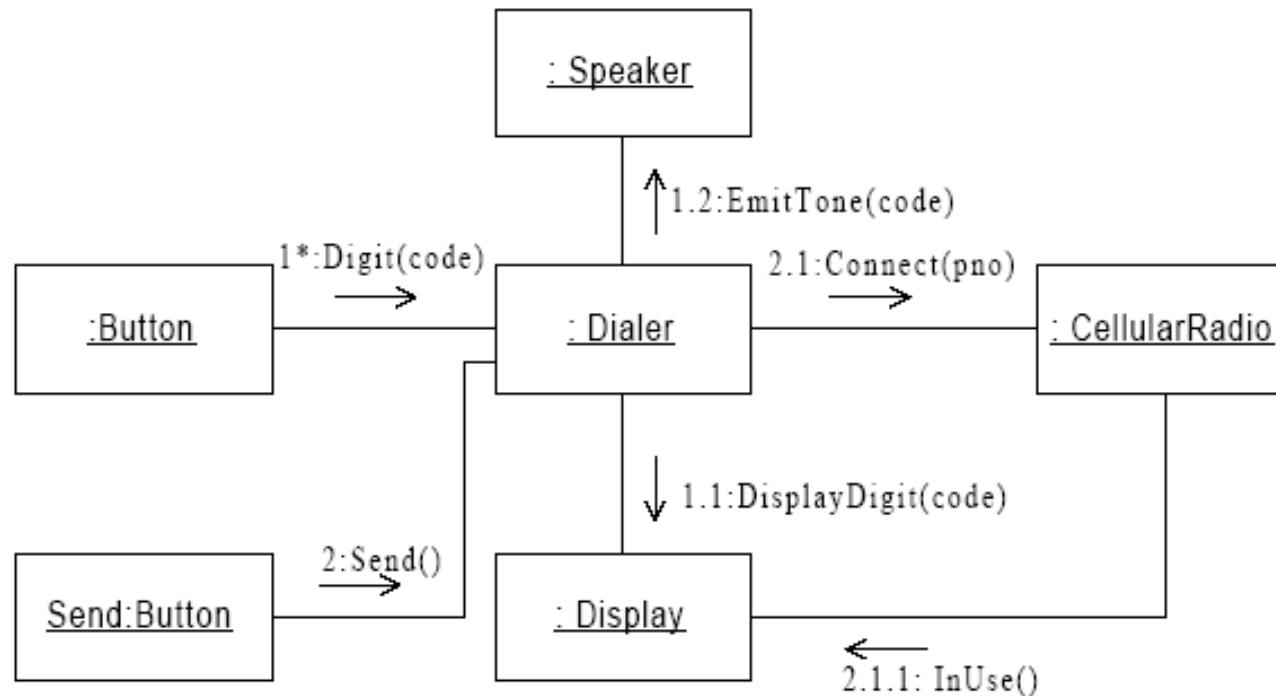 : Speaker
1.2:EmitTone(code)
1*:Digit(code)
2.1:Connect(pno)
:Button
: Dialer
: CellularRadio
1.1:DisplayDigit(code)
2:Send()
Send:Button
: Display
2.1.1: InUse()